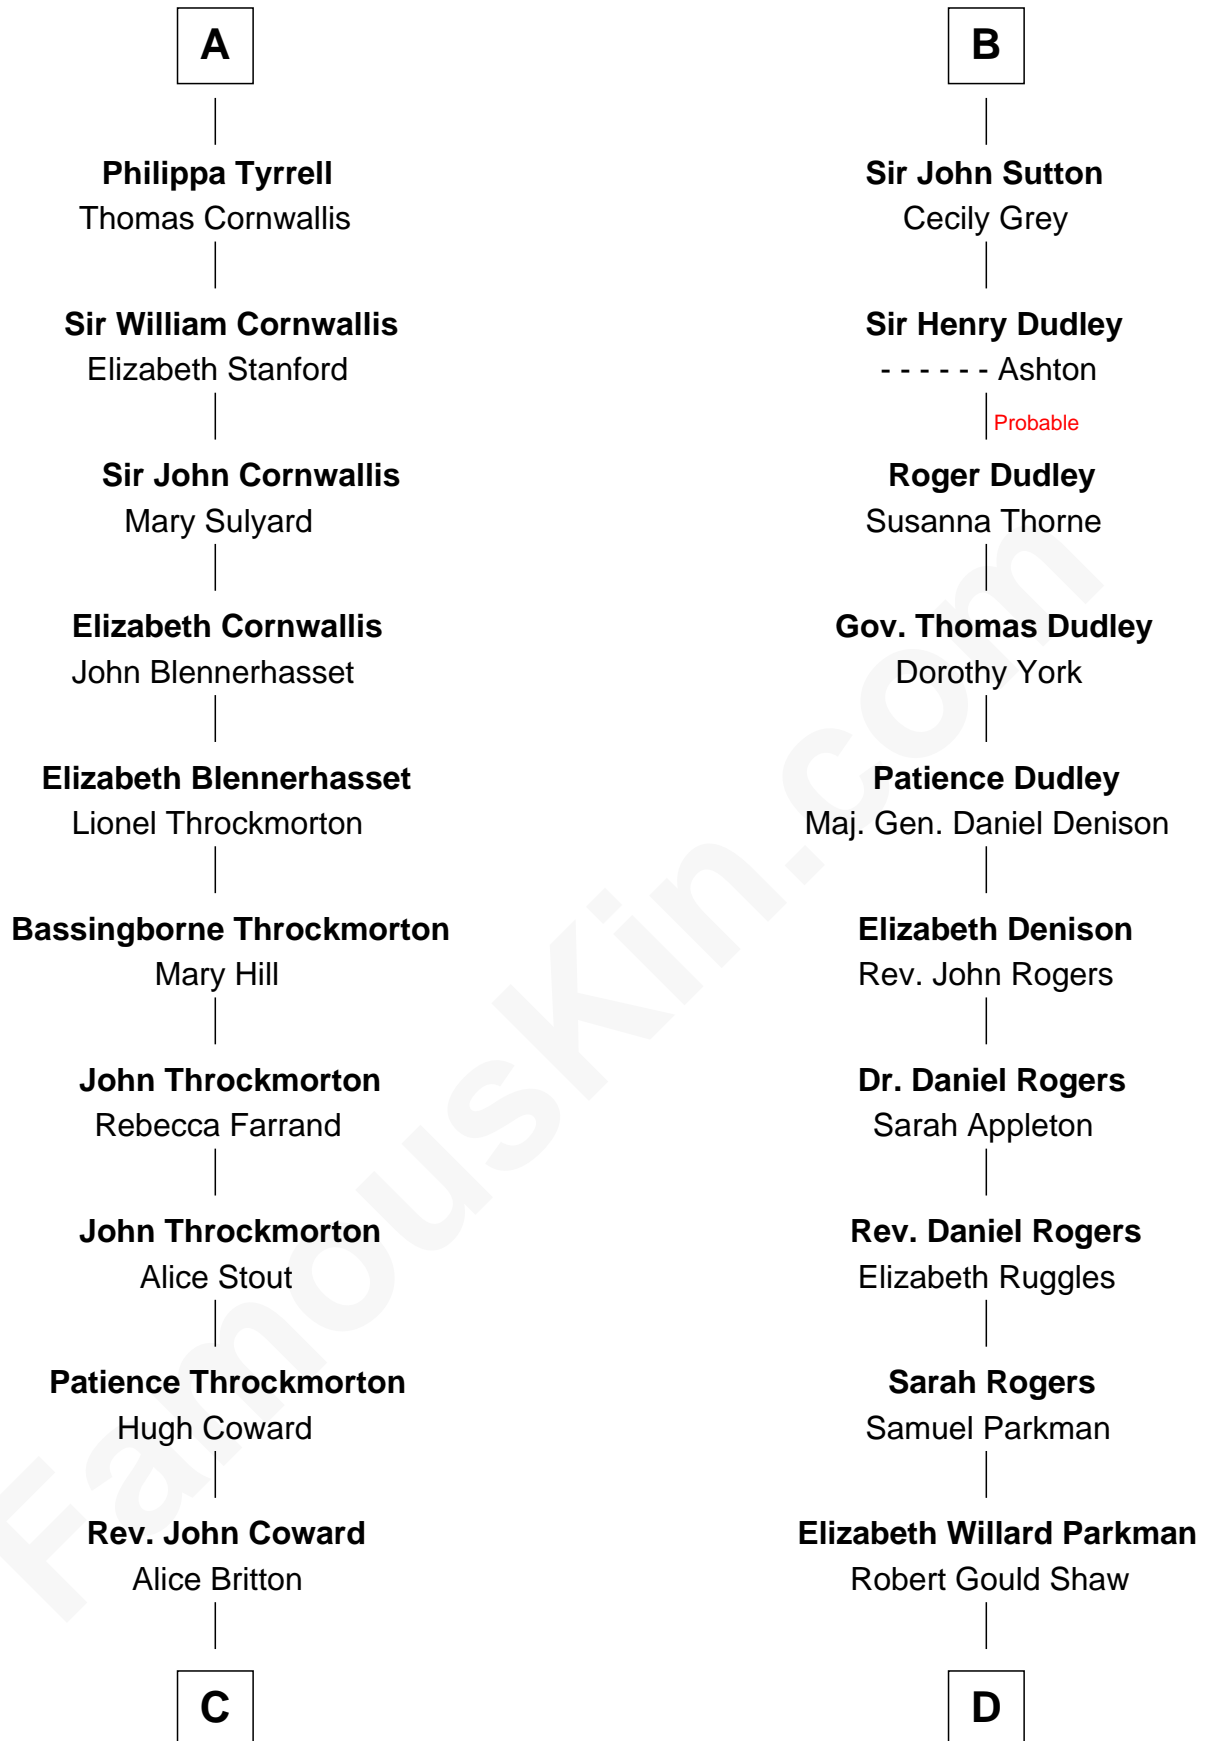 A
Philippa Tyrrell
Thomas Cornwallis
Sir William Cornwallis
Elizabeth Stanford
Sir John Cornwallis
Mary Sulyard
Elizabeth Cornwallis
John Blennerhasset
Elizabeth Blennerhasset
Lionel Throckmorton
Bassingborne Throckmorton
Mary Hill
John Throckmorton
Rebecca Farrand
John Throckmorton
Alice Stout
Patience Throckmorton
Hugh Coward
Rev. John Coward
Alice Britton
C
B
Sir John Sutton
Cecily Grey
Sir Henry Dudley
- - - - - - Ashton
Probable
Roger Dudley
Susanna Thorne
Gov. Thomas Dudley
Dorothy York
Patience Dudley
Maj. Gen. Daniel Denison
Elizabeth Denison
Rev. John Rogers
Dr. Daniel Rogers
Sarah Appleton
Rev. Daniel Rogers
Elizabeth Ruggles
Sarah Rogers
Samuel Parkman
Elizabeth Willard Parkman
Robert Gould Shaw
D
FamousKin.com